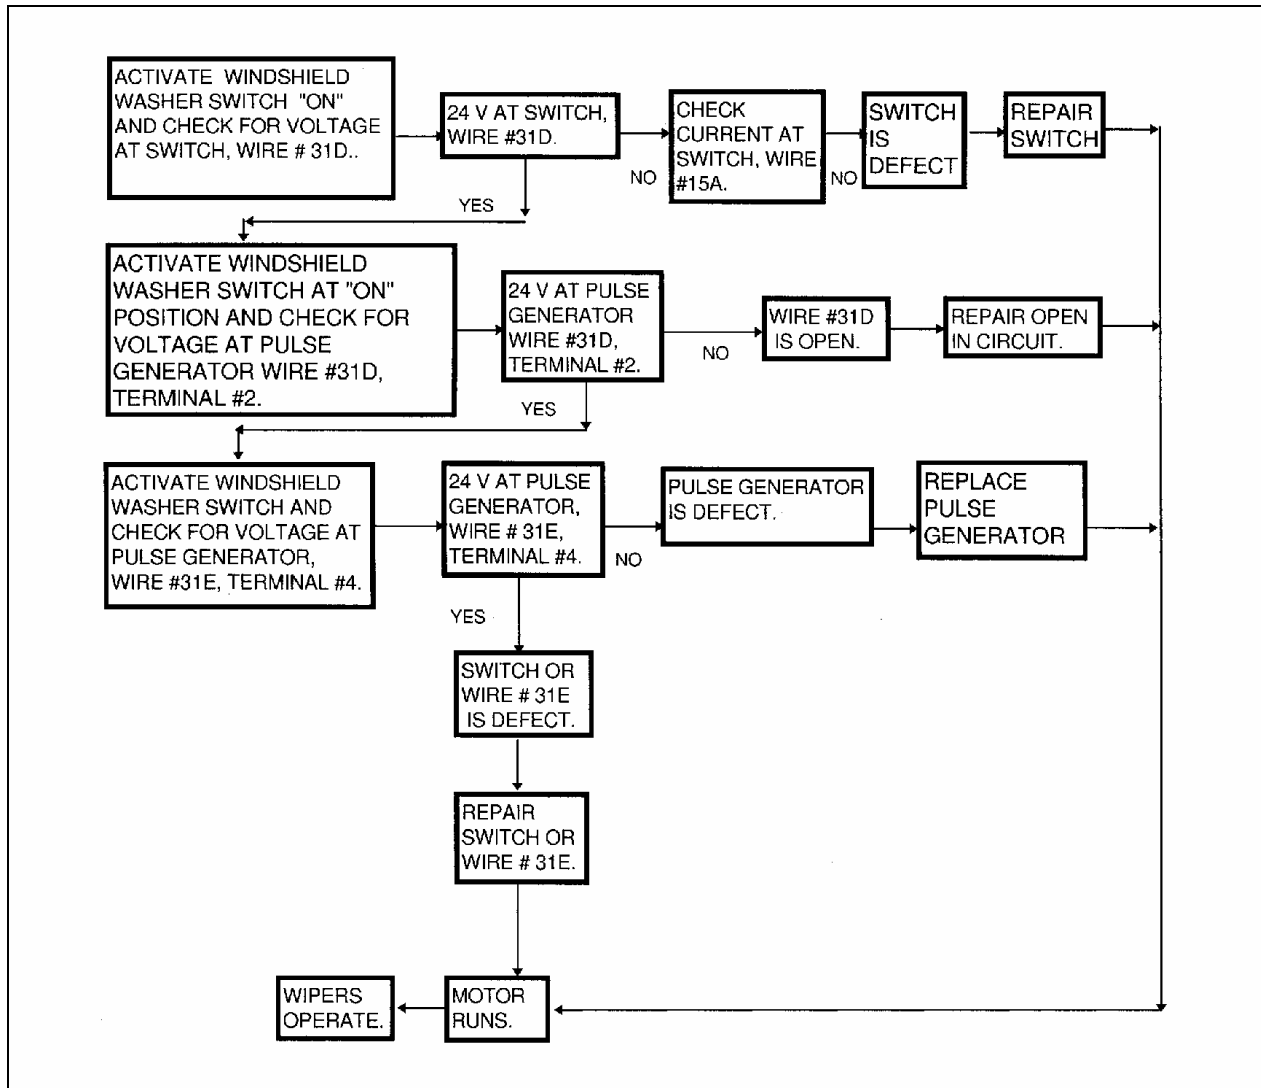 ACTIVATE WINDSHIELD
WASHER SWITCH "ON"
AND CHECK FOR VOLTAGE
AT SWITCH, WIRE # 31D..
24 V AT SWITCH,
WIRE #31D.
NO
CHECK
CURRENT AT
SWITCH, WIRE
#15A.
NO
SWITCH
IS
DEFECT
REPAIR
SWITCH
YES
ACTIVATE WINDSHIELD
WASHER SWITCH AT "ON"
POSITION AND CHECK FOR
VOLTAGE AT PULSE
GENERATOR WIRE #31D,
TERMINAL #2.
24 V AT PULSE
GENERATOR
WIRE #31D,
TERMINAL #2.
NO
WIRE #31D
IS OPEN.
REPAIR OPEN
IN CIRCUIT.
YES
ACTIVATE WINDSHIELD
WASHER SWITCH AND
CHECK FOR VOLTAGE AT
PULSE GENERATOR,
WIRE #31E, TERMINAL #4.
24 V AT PULSE
GENERATOR,
WIRE # 31E,
TERMINAL #4.
NO
PULSE GENERATOR
IS DEFECT.
REPLACE
PULSE
GENERATOR
YES
SWITCH OR
WIRE # 31E
IS DEFECT.
REPAIR
SWITCH OR
WIRE # 31E.
MOTOR
RUNS.
WIPERS
OPERATE.